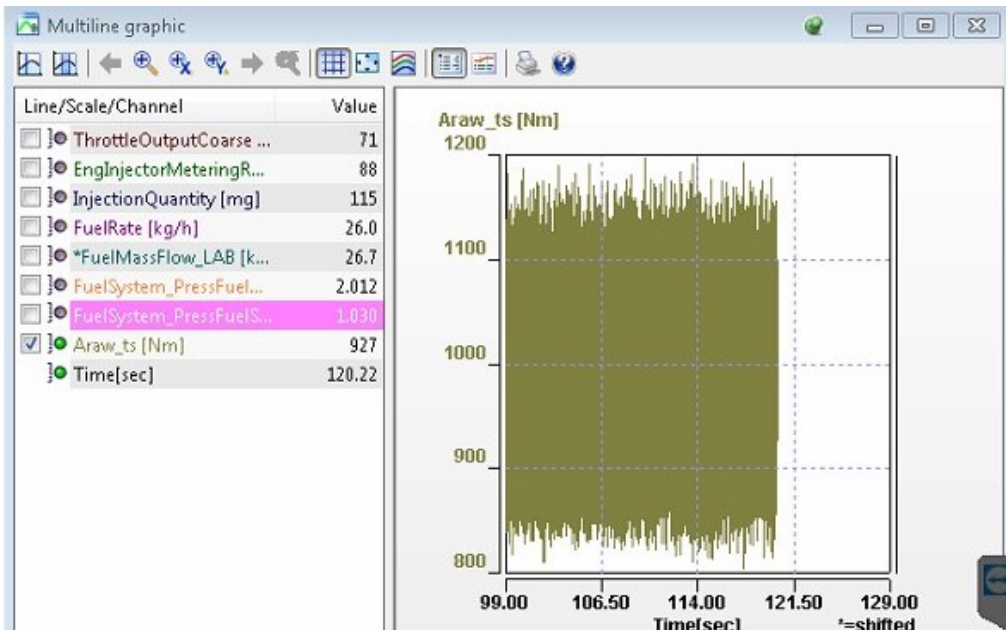 Multiline graphic
Line/Scale/Channel Value
ThrottleOutputCoarse ... 71
EngInjectorMeteringR... 88
InjectionQuantity [mg] 115
FuelRate [kg/h] 26.0
*FuelMassFlow_LAB [k... 26.7
FuelSystem_PressFuel... 2.012
FuelSystem_PressFuelS... 1.030
Araw_ts [Nm] 927
Time[sec] 120.22
Araw_ts [Nm]
1200
1100
1000
900
800
99.00 106.50 114.00 121.50 129.00
Time[sec] *=shifted